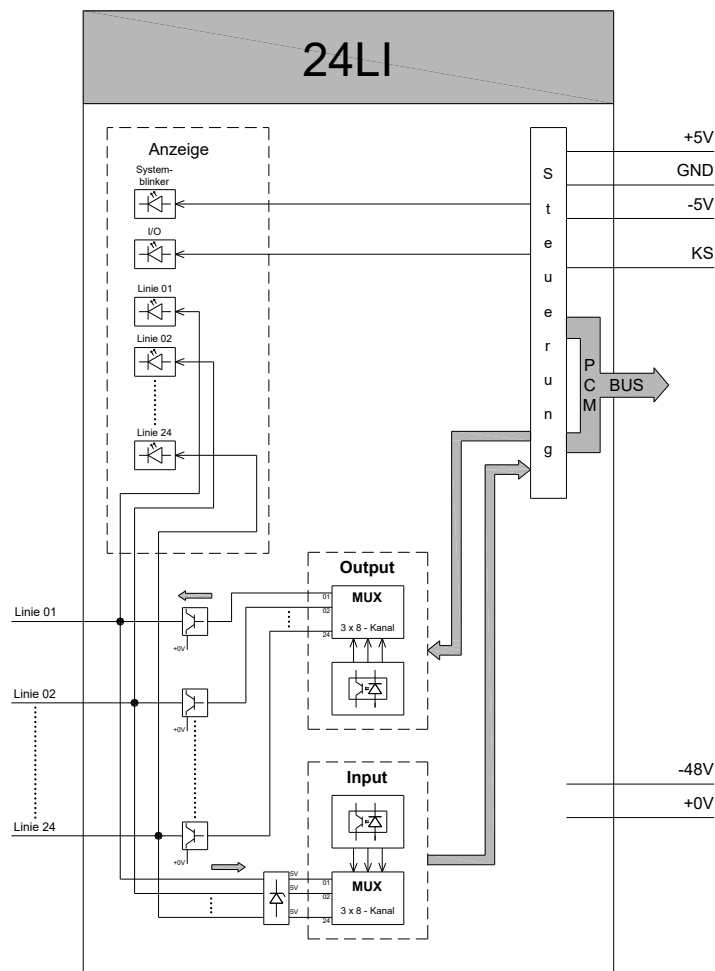 24LI
Anzeige
System-
blinker
I/O
Linie 01
Linie 02
Linie 24
Steuerung
+5V
GND
-5V
KS
PCM
BUS
Output
MUX
01
02
24
3 x 8 - Kanal
Linie 01
+0V
Linie 02
+0V
Linie 24
+0V
-48V
+0V
Input
5V
5V
5V
01
02
24
MUX
3 x 8 - Kanal